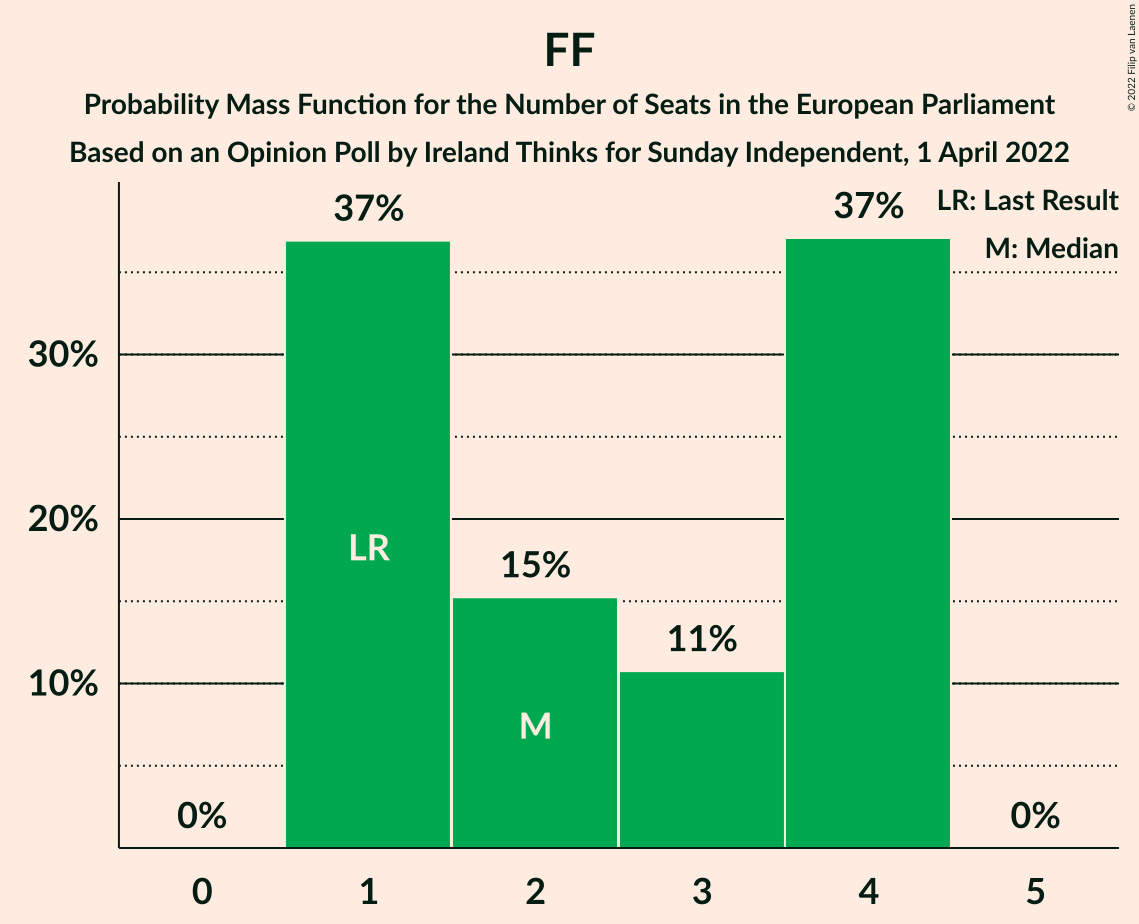 FF
Probability Mass Function for the Number of Seats in the European Parliament
Based on an Opinion Poll by Ireland Thinks for Sunday Independent, 1 April 2022
© 2022 Filip van Laenen
LR: Last Result
M: Median
37%
37%
30%
20%
10%
LR
15%
M
11%
0%
0%
0 1 2 3 4 5